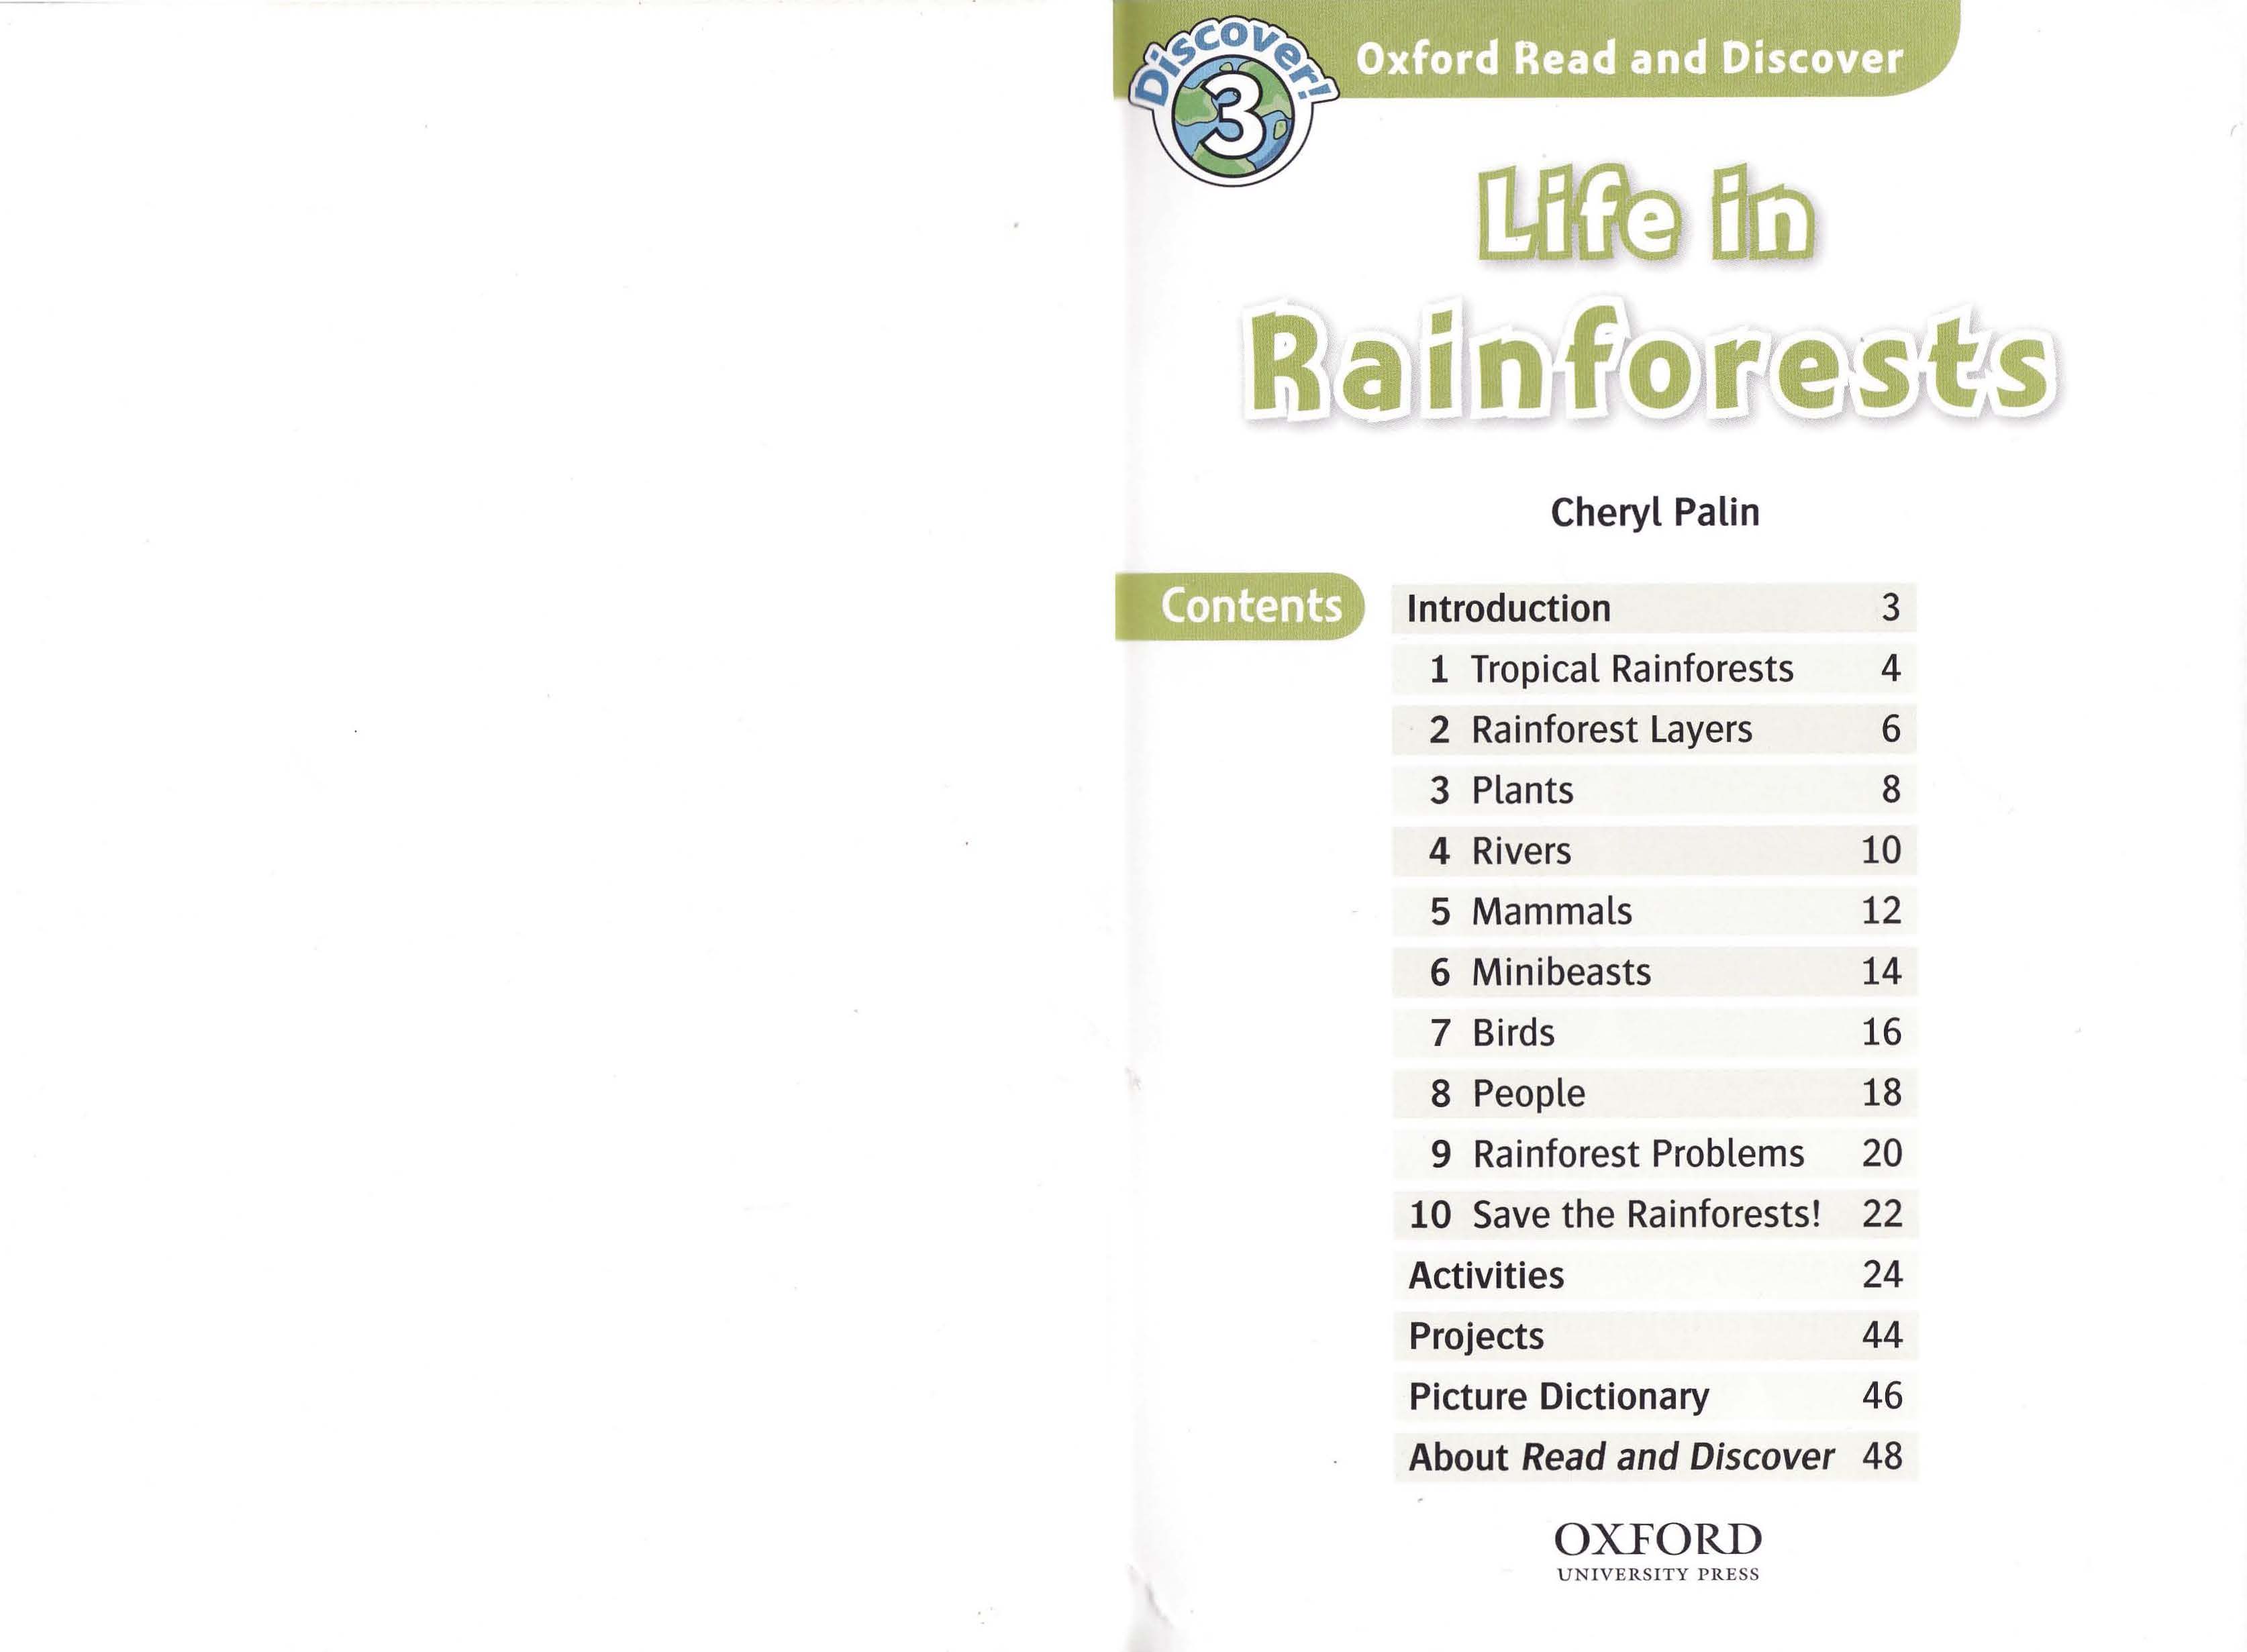 Discover!
3
Oxford Read and Discover
Life in
Rainforests
Cheryl Palin
Contents
Introduction 3
1 Tropical Rainforests 4
2 Rainforest Layers 6
3 Plants 8
4 Rivers 10
5 Mammals 12
6 Minibeasts 14
7 Birds 16
8 People 18
9 Rainforest Problems 20
10 Save the Rainforests! 22
Activities 24
Projects 44
Picture Dictionary 46
About Read and Discover 48
OXFORD
UNIVERSITY PRESS